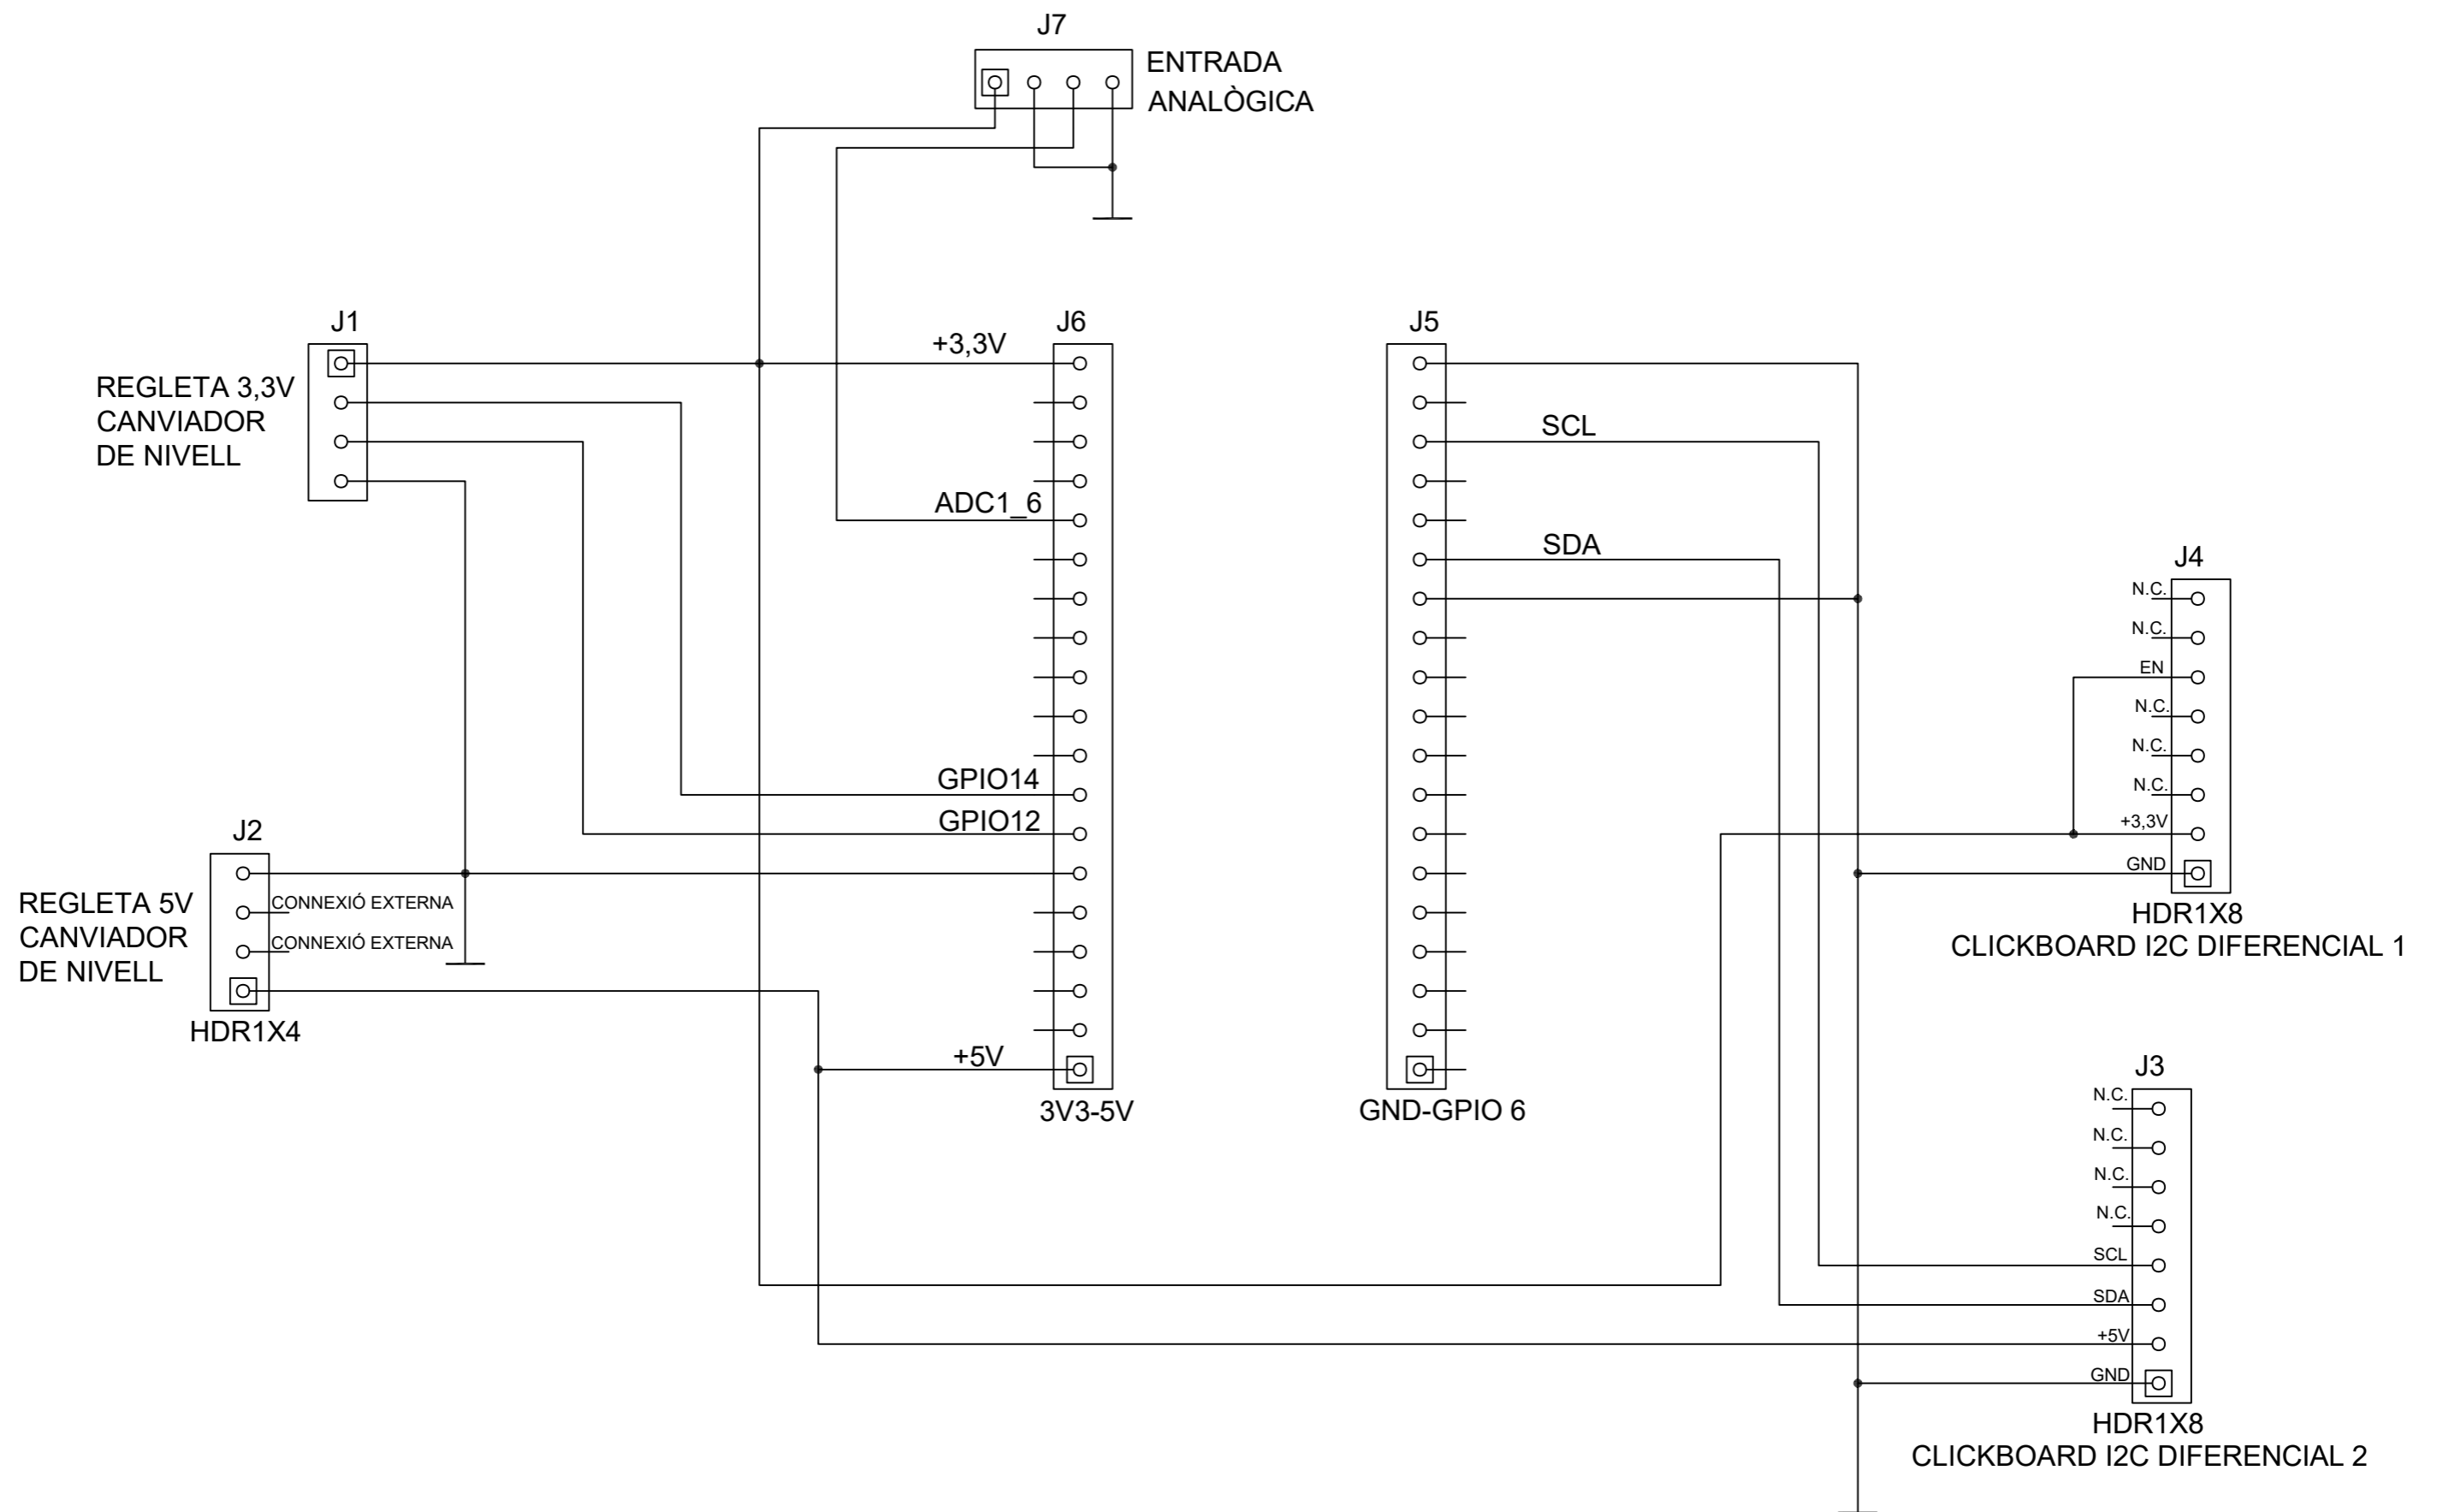 J7
ENTRADA
ANALÒGICA
J1
REGLETA 3,3V
CANVIADOR
DE NIVELL
+3,3V
J6
ADC1_6
GPIO14
GPIO12
+5V
3V3-5V
J5
SCL
SDA
GND-GPIO 6
J2
REGLETA 5V
CANVIADOR
DE NIVELL
CONNEXIÓ EXTERNA
CONNEXIÓ EXTERNA
HDR1X4
J4
N.C.
N.C.
EN
N.C.
N.C.
N.C.
+3,3V
GND
HDR1X8
CLICKBOARD I2C DIFERENCIAL 1
J3
N.C.
N.C.
N.C.
N.C.
SCL
SDA
+5V
GND
HDR1X8
CLICKBOARD I2C DIFERENCIAL 2